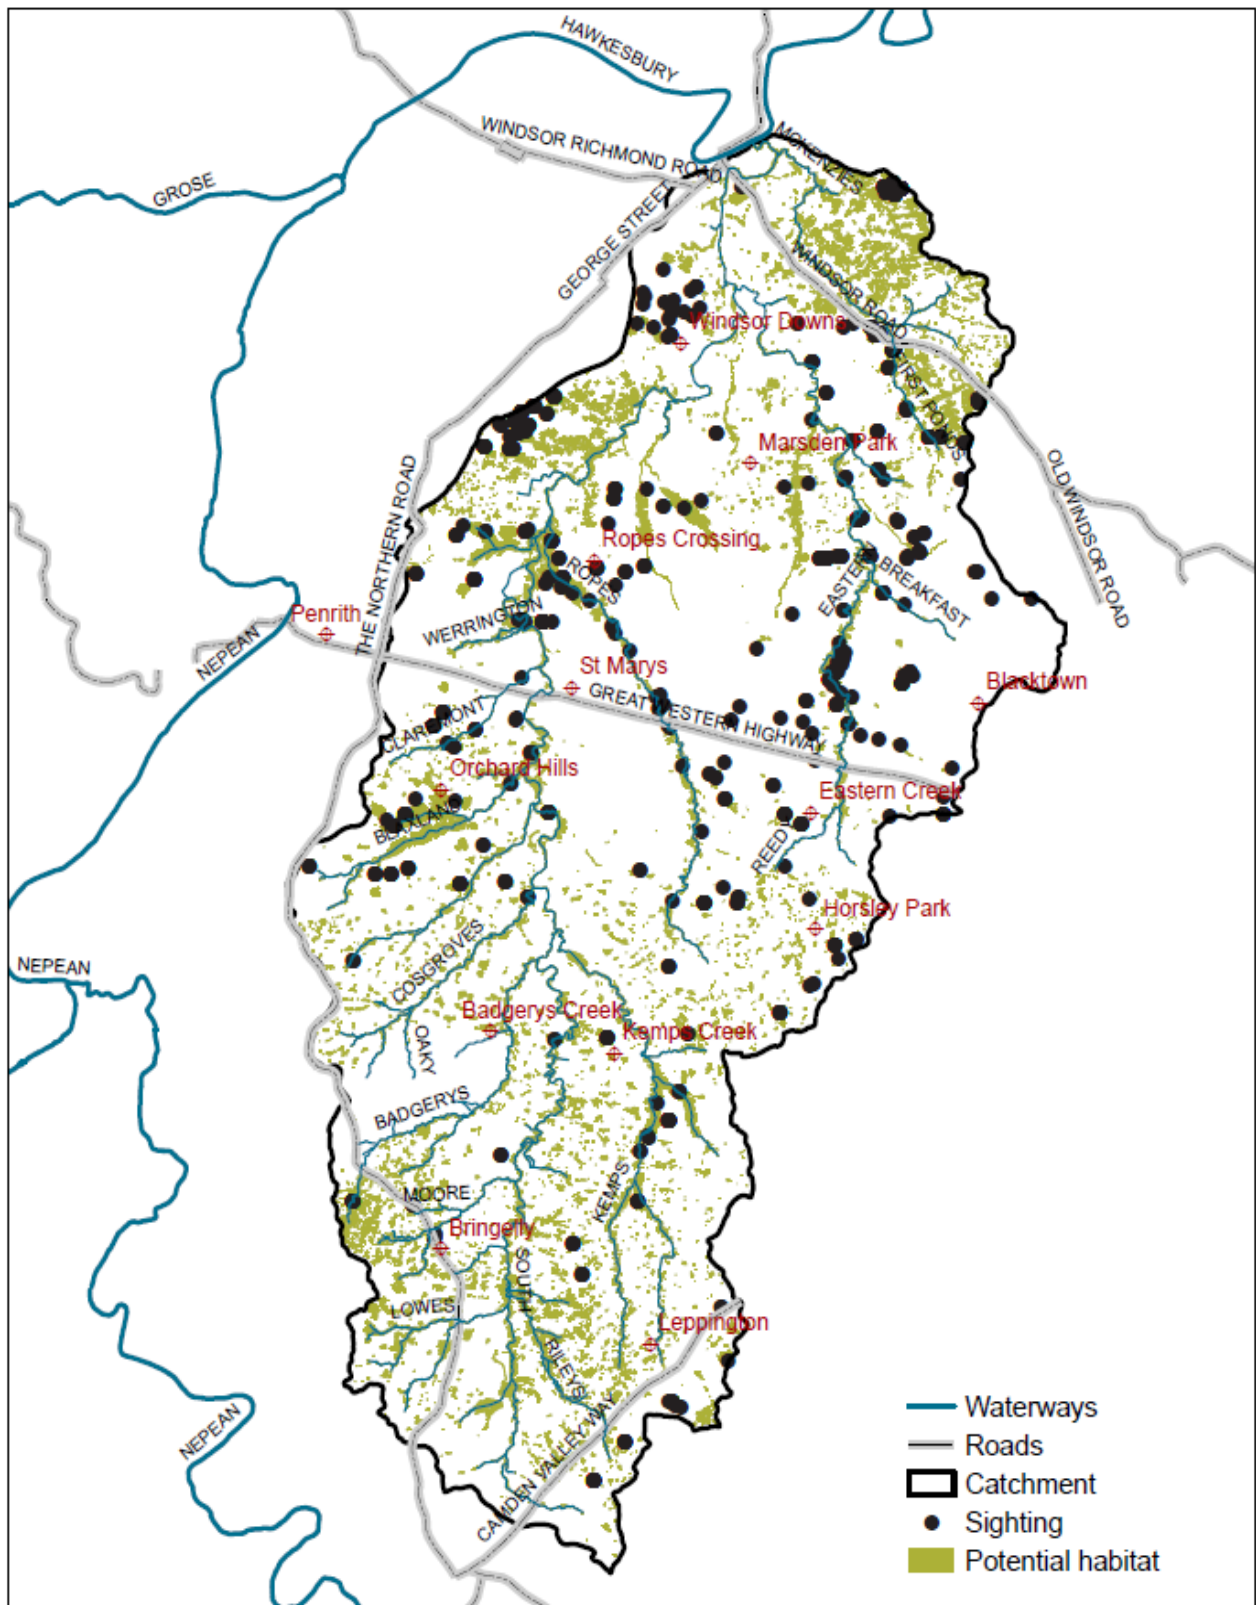 HAWKESBURY
WINDSOR RICHMOND ROAD
MCKENZIES
GROSE
GEORGE STREET
WINDSOR ROAD
Windsor Downs
FIRST PONDS
Marsden Park
OLD WINDSOR ROAD
THE NORTHERN ROAD
Ropes Crossing
ROPES
EASTERN
BREAKFAST
Penrith
WERRINGTON
NEPEAN
St Marys
Blacktown
GREAT WESTERN HIGHWAY
CLAREMONT
Orchard Hills
Eastern Creek
BLAXLAND
REEDY
Horsley Park
COSGROVES
NEPEAN
Badgerys Creek
Kemps Creek
OAKY
BADGERYS
KEMPS
MOORE
Bringelly
SOUTH
LOWES
Leppington
RILEYS
NEPEAN
CAMDEN VALLEY WAY
Waterways
Roads
Catchment
Sighting
Potential habitat